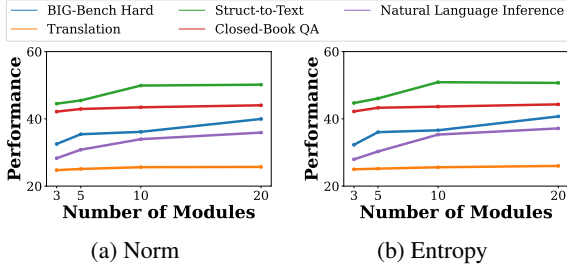 BIG-Bench Hard Struct-to-Text Natural Language Inference
Translation Closed-Book QA
60 60
40 40
20 20
Performance Performance
3 5 10 20 3 5 10 20
Number of Modules Number of Modules
(a) Norm (b) Entropy